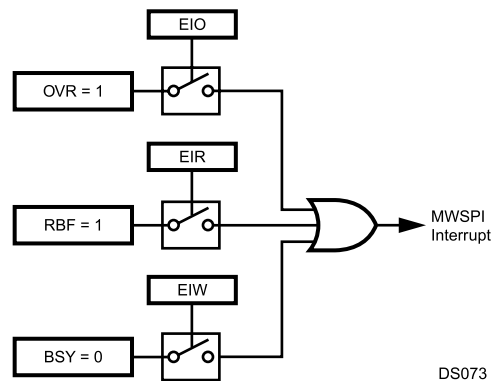 EIO
OVR = 1
EIR
RBF = 1
MWSPI
Interrupt
EIW
BSY = 0
DS073